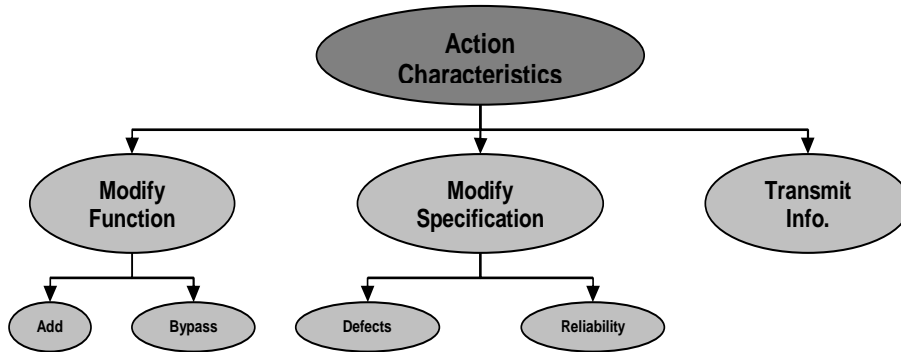 Action
Characteristics
Modify
Function
Modify
Specification
Transmit
Info.
Add
Bypass
Defects
Reliability